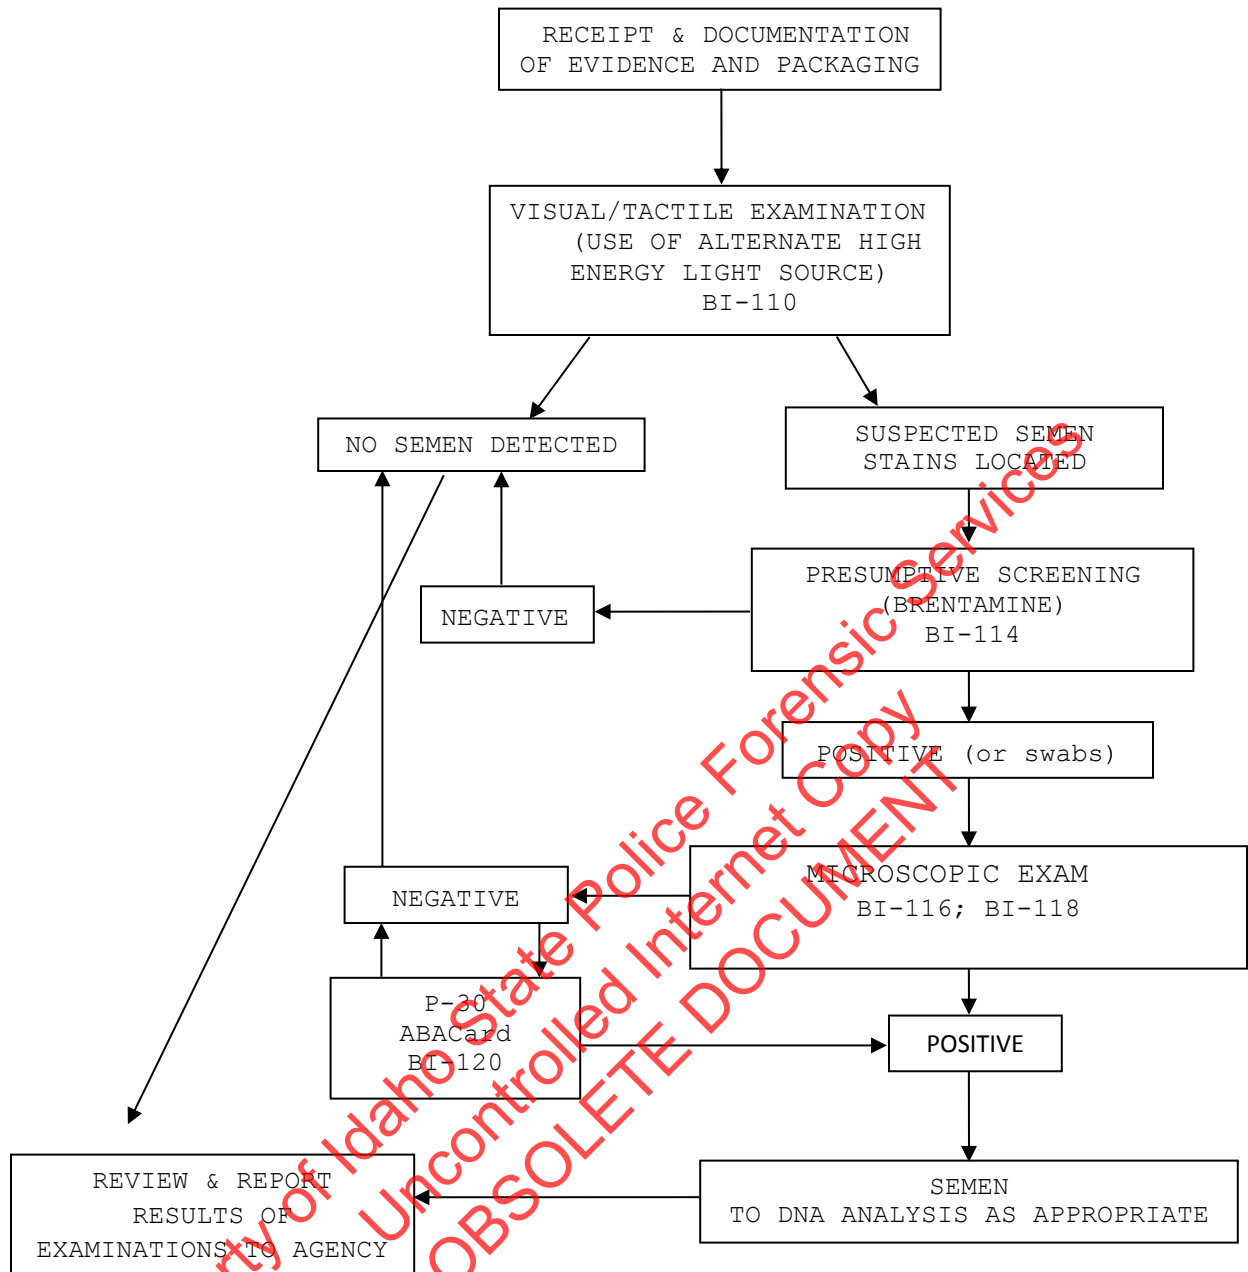 RECEIPT & DOCUMENTATION
OF EVIDENCE AND PACKAGING
VISUAL/TACTILE EXAMINATION
(USE OF ALTERNATE HIGH
ENERGY LIGHT SOURCE)
BI-110
NO SEMEN DETECTED
SUSPECTED SEMEN
STAINS LOCATED
PRESUMPTIVE SCREENING
(BRENTAMINE)
BI-114
NEGATIVE
POSITIVE (or swabs)
MICROSCOPIC EXAM
BI-116; BI-118
NEGATIVE
P-30
ABACard
BI-120
POSITIVE
SEMEN
TO DNA ANALYSIS AS APPROPRIATE
REVIEW & REPORT
RESULTS OF
EXAMINATIONS TO AGENCY
of Idaho State Police Forensic Services
Uncontrolled Internet Copy
OBSOLETE DOCUMENT